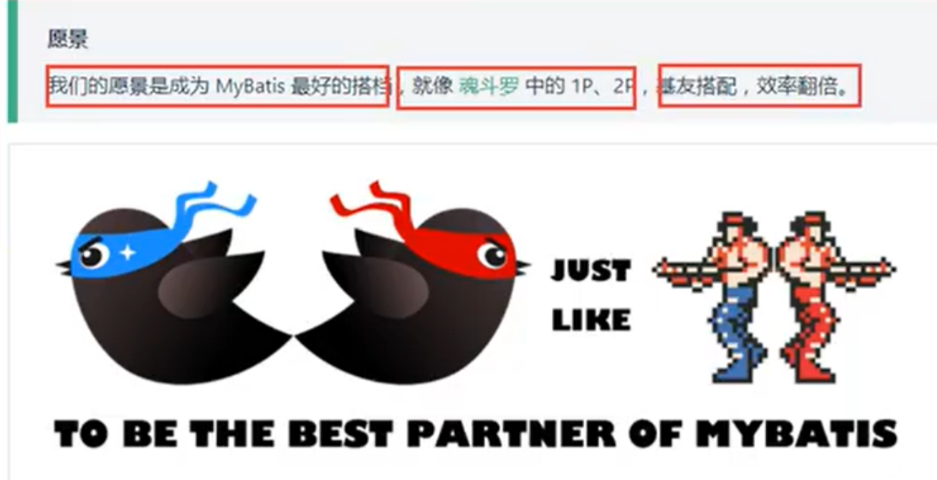 愿景
我们的愿景是成为 MyBatis 最好的搭档，就像 魂斗罗 中的 1P、2P，基友搭配，效率翻倍。
JUST
LIKE
TO BE THE BEST PARTNER OF MYBATIS